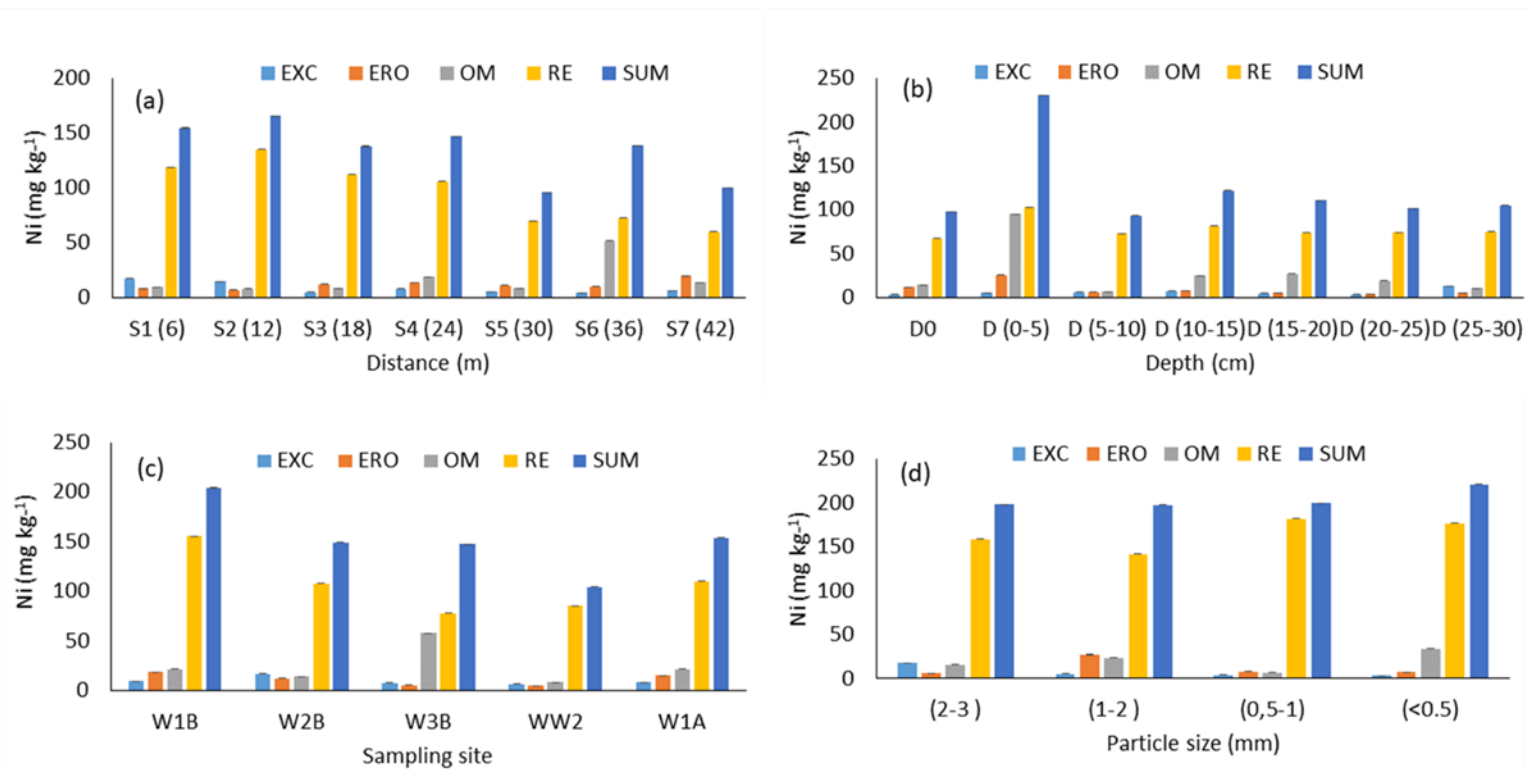 EXC ERO OM RE SUM
(a)
200
150
100
50
0
Ni (mg kg-1)
S1 (6) S2 (12) S3 (18) S4 (24) S5 (30) S6 (36) S7 (42)
Distance (m)
EXC ERO OM RE SUM
(b)
250
200
150
100
50
0
Ni (mg kg-1)
D0 D (0-5) D (5-10) D (10-15) D (15-20) D (20-25) D (25-30)
Depth (cm)
EXC ERO OM RE SUM
(c)
250
200
150
100
50
0
Ni (mg kg-1)
W1B W2B W3B WW2 W1A
Sampling site
EXC ERO OM RE SUM
(d)
250
200
150
100
50
0
Ni (mg kg-1)
(2-3 ) (1-2 ) (0,5-1) (<0.5)
Particle size (mm)